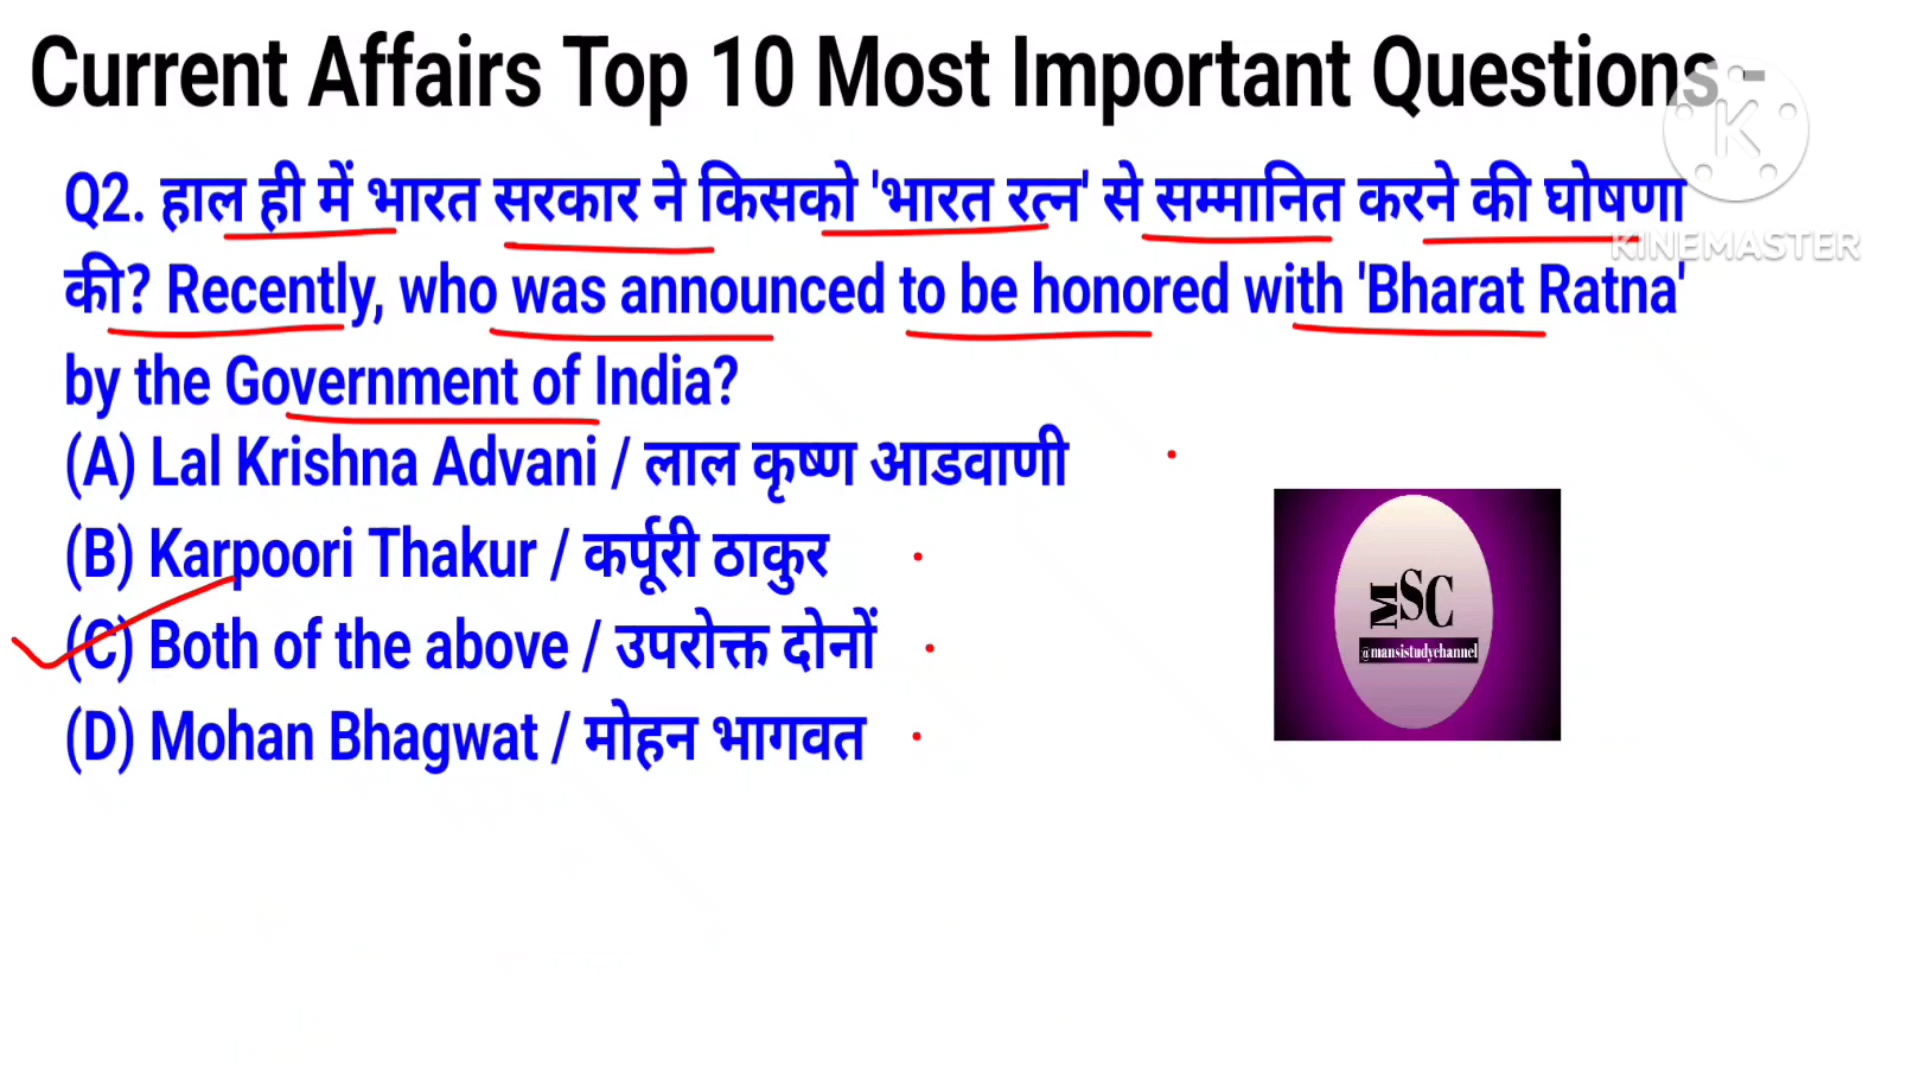 Current Affairs Top 10 Most Important Questions -
Q2. हाल ही में भारत सरकार ने किसको 'भारत रत्न' से सम्मानित करने की घोषणा
की? Recently, who was announced to be honored with 'Bharat Ratna'
by the Government of India?
(A) Lal Krishna Advani / लाल कृष्ण आडवाणी
(B) Karpoori Thakur / कर्पूरी ठाकुर
(C) Both of the above / उपरोक्त दोनों
(D) Mohan Bhagwat / मोहन भागवत
K
KINEMASTER
MSC
@mansistudychannel